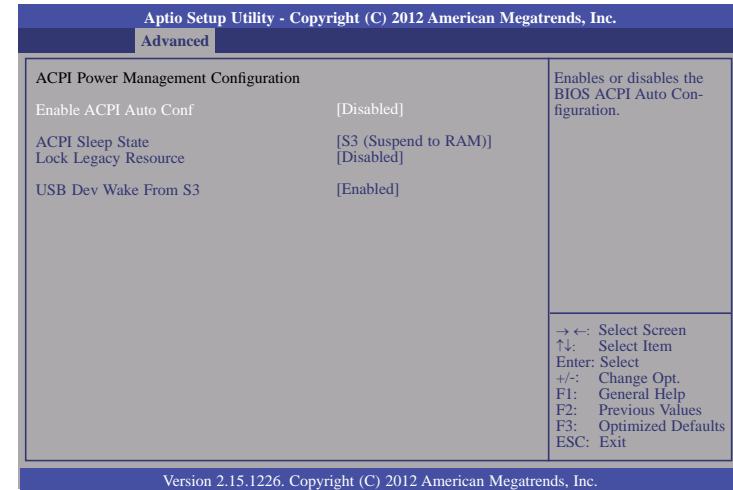 Aptio Setup Utility - Copyright (C) 2012 American Megatrends, Inc.
Advanced
ACPI Power Management Configuration
Enable ACPI Auto Conf [Disabled]
ACPI Sleep State [S3 (Suspend to RAM)]
Lock Legacy Resource [Disabled]
USB Dev Wake From S3 [Enabled]
Enables or disables the
BIOS ACPI Auto Con-
figuration.
→ ←: Select Screen
↑↓: Select Item
Enter: Select
+/-: Change Opt.
F1: General Help
F2: Previous Values
F3: Optimized Defaults
ESC: Exit
Version 2.15.1226. Copyright (C) 2012 American Megatrends, Inc.